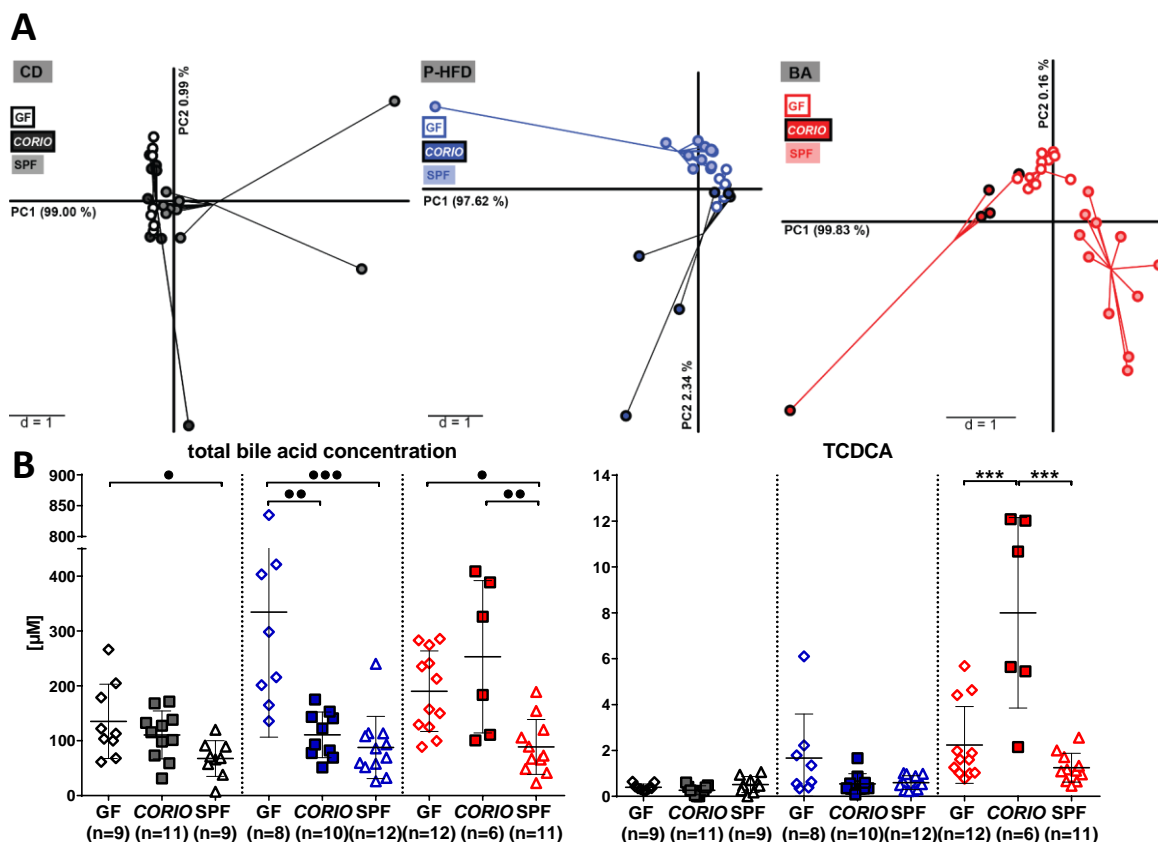 A
CD
GF
CORIO
SPF
PC2 0.99 %
PC1 (99.00 %)
d = 1
P-HFD
GF
CORIO
SPF
PC1 (97.62 %)
PC2 2.34 %
d = 1
BA
GF
CORIO
SPF
PC2 0.16 %
PC1 (99.83 %)
d = 1
B
total bile acid concentration
[µM]
900
850
800
400
300
200
100
0
GF CORIO SPF GF CORIO SPF GF CORIO SPF
(n=9) (n=11) (n=9) (n=8) (n=10) (n=12) (n=12) (n=6) (n=11)
TCDCA
*** ***
14
12
10
8
6
4
2
0
GF CORIO SPF GF CORIO SPF GF CORIO SPF
(n=9) (n=11) (n=9) (n=8) (n=10) (n=12) (n=12) (n=6) (n=11)